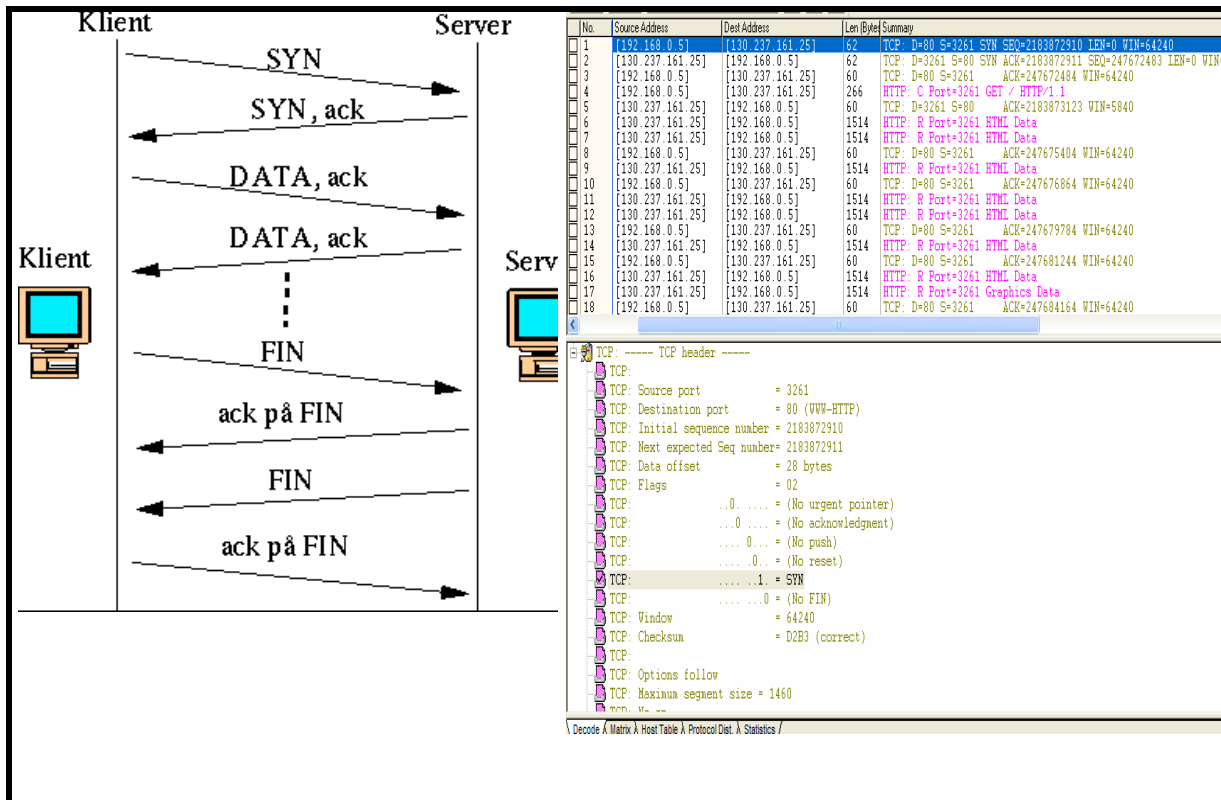 Klient
Server
SYN
SYN, ack
DATA, ack
DATA, ack
Klient
Serv
FIN
ack på FIN
FIN
ack på FIN
No. Source Address Dest Address Len (Bytes Summary
1 [192.168.0.5] [130.237.161.25] 62 TCP: D=80 S=3261 SYN SEQ=2183872910 LEN=0 WIN=64240
2 [130.237.161.25] [192.168.0.5] 62 TCP: D=3261 S=80 SYN ACK=2183872911 SEQ=247672483 LEN=0 WIN=
3 [192.168.0.5] [130.237.161.25] 60 TCP: D=80 S=3261 ACK=247672484 WIN=64240
4 [192.168.0.5] [130.237.161.25] 266 HTTP: C Port=3261 GET / HTTP/1.1
5 [130.237.161.25] [192.168.0.5] 60 TCP: D=3261 S=80 ACK=2183873123 WIN=5840
6 [130.237.161.25] [192.168.0.5] 1514 HTTP: R Port=3261 HTML Data
7 [130.237.161.25] [192.168.0.5] 1514 HTTP: R Port=3261 HTML Data
8 [192.168.0.5] [130.237.161.25] 60 TCP: D=80 S=3261 ACK=247675404 WIN=64240
9 [130.237.161.25] [192.168.0.5] 1514 HTTP: R Port=3261 HTML Data
10 [192.168.0.5] [130.237.161.25] 60 TCP: D=80 S=3261 ACK=247676864 WIN=64240
11 [130.237.161.25] [192.168.0.5] 1514 HTTP: R Port=3261 HTML Data
12 [130.237.161.25] [192.168.0.5] 1514 HTTP: R Port=3261 HTML Data
13 [192.168.0.5] [130.237.161.25] 60 TCP: D=80 S=3261 ACK=247679784 WIN=64240
14 [130.237.161.25] [192.168.0.5] 1514 HTTP: R Port=3261 HTML Data
15 [192.168.0.5] [130.237.161.25] 60 TCP: D=80 S=3261 ACK=247681244 WIN=64240
16 [130.237.161.25] [192.168.0.5] 1514 HTTP: R Port=3261 HTML Data
17 [130.237.161.25] [192.168.0.5] 1514 HTTP: R Port=3261 Graphics Data
18 [192.168.0.5] [130.237.161.25] 60 TCP: D=80 S=3261 ACK=247684164 WIN=64240
TCP: ----- TCP header -----
TCP:
TCP: Source port = 3261
TCP: Destination port = 80 (WWW-HTTP)
TCP: Initial sequence number = 2183872910
TCP: Next expected Seq number= 2183872911
TCP: Data offset = 28 bytes
TCP: Flags = 02
TCP: ..0. .... = (No urgent pointer)
TCP: ...0 .... = (No acknowledgment)
TCP: .... 0... = (No push)
TCP: .... .0.. = (No reset)
TCP: .... ..1. = SYN
TCP: .... ...0 = (No FIN)
TCP: Window = 64240
TCP: Checksum = D2B3 (correct)
TCP:
TCP: Options follow
TCP: Maximum segment size = 1460
TCP:
Decode Matrix Host Table Protocol Dist. Statistics